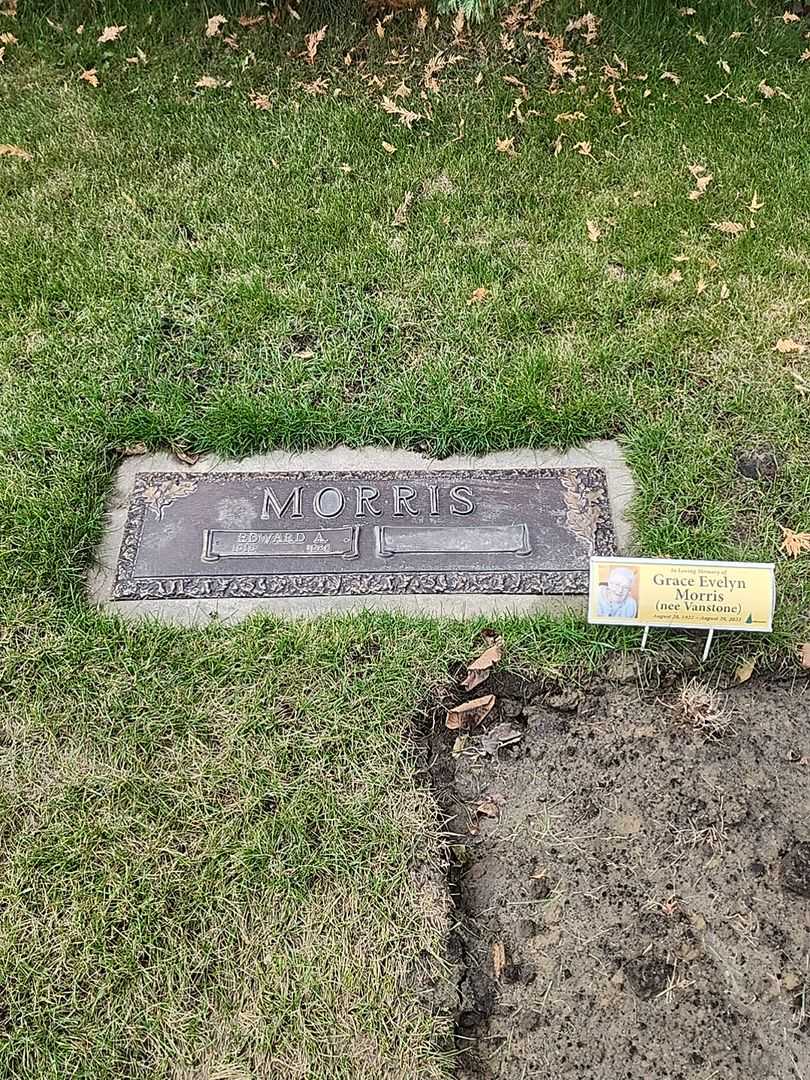 MORRIS
EDWARD A.
In Loving Memory of
Grace Evelyn
Morris
(nee Vanstone)